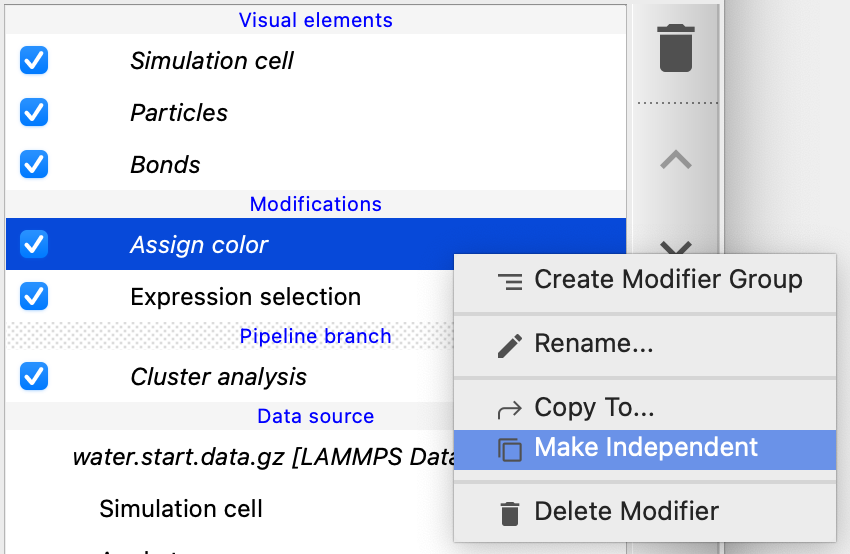 Visual elements
Simulation cell
Particles
Bonds
Modifications
Assign color
Expression selection
Pipeline branch
Cluster analysis
Data source
water.start.data.gz [LAMMPS Data
Simulation cell
Create Modifier Group
Rename...
Copy To...
Make Independent
Delete Modifier